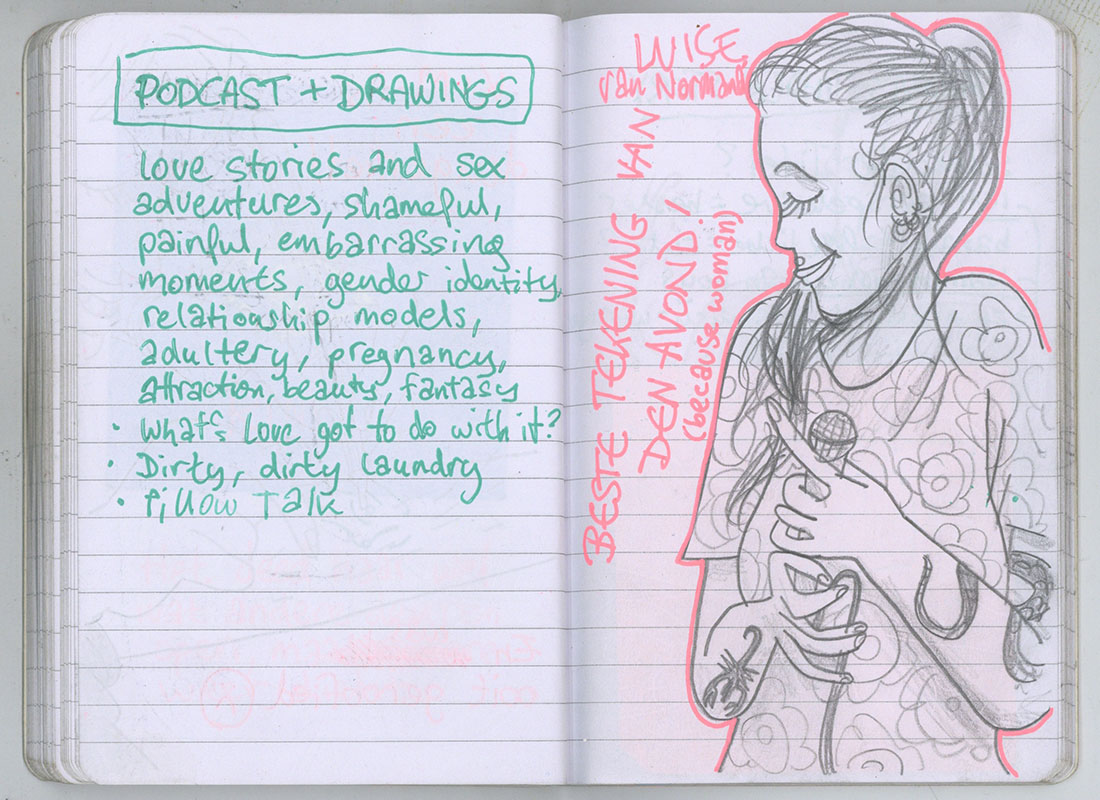 PODCAST + DRAWINGS
love stories and sex
adventures, shameful,
painful, embarrassing
moments, gender identity,
relationship models,
adultery, pregnancy,
attraction, beauty, fantasy
• What's Love got to do with it?
• Dirty, dirty laundry
• Pillow Talk
LWISE
van Normand
BESTE TEKENING VAN
DEN AVOND!
(because woman)